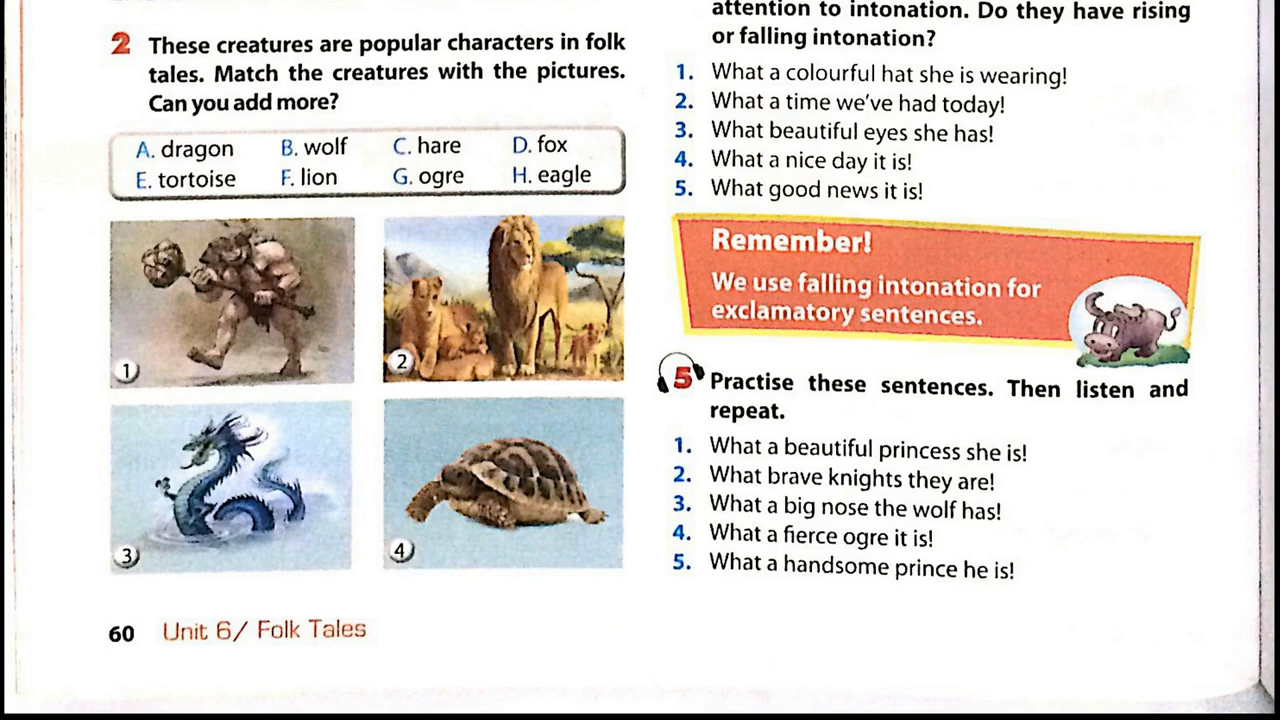 2 These creatures are popular characters in folk
tales. Match the creatures with the pictures.
Can you add more?
A. dragon B. wolf C. hare D. fox
E. tortoise F. lion G. ogre H. eagle
1
2
3
4
60 Unit 6/ Folk Tales
attention to intonation. Do they have rising
or falling intonation?
1. What a colourful hat she is wearing!
2. What a time we've had today!
3. What beautiful eyes she has!
4. What a nice day it is!
5. What good news it is!
Remember!
We use falling intonation for
exclamatory sentences.
5 Practise these sentences. Then listen and
repeat.
1. What a beautiful princess she is!
2. What brave knights they are!
3. What a big nose the wolf has!
4. What a fierce ogre it is!
5. What a handsome prince he is!